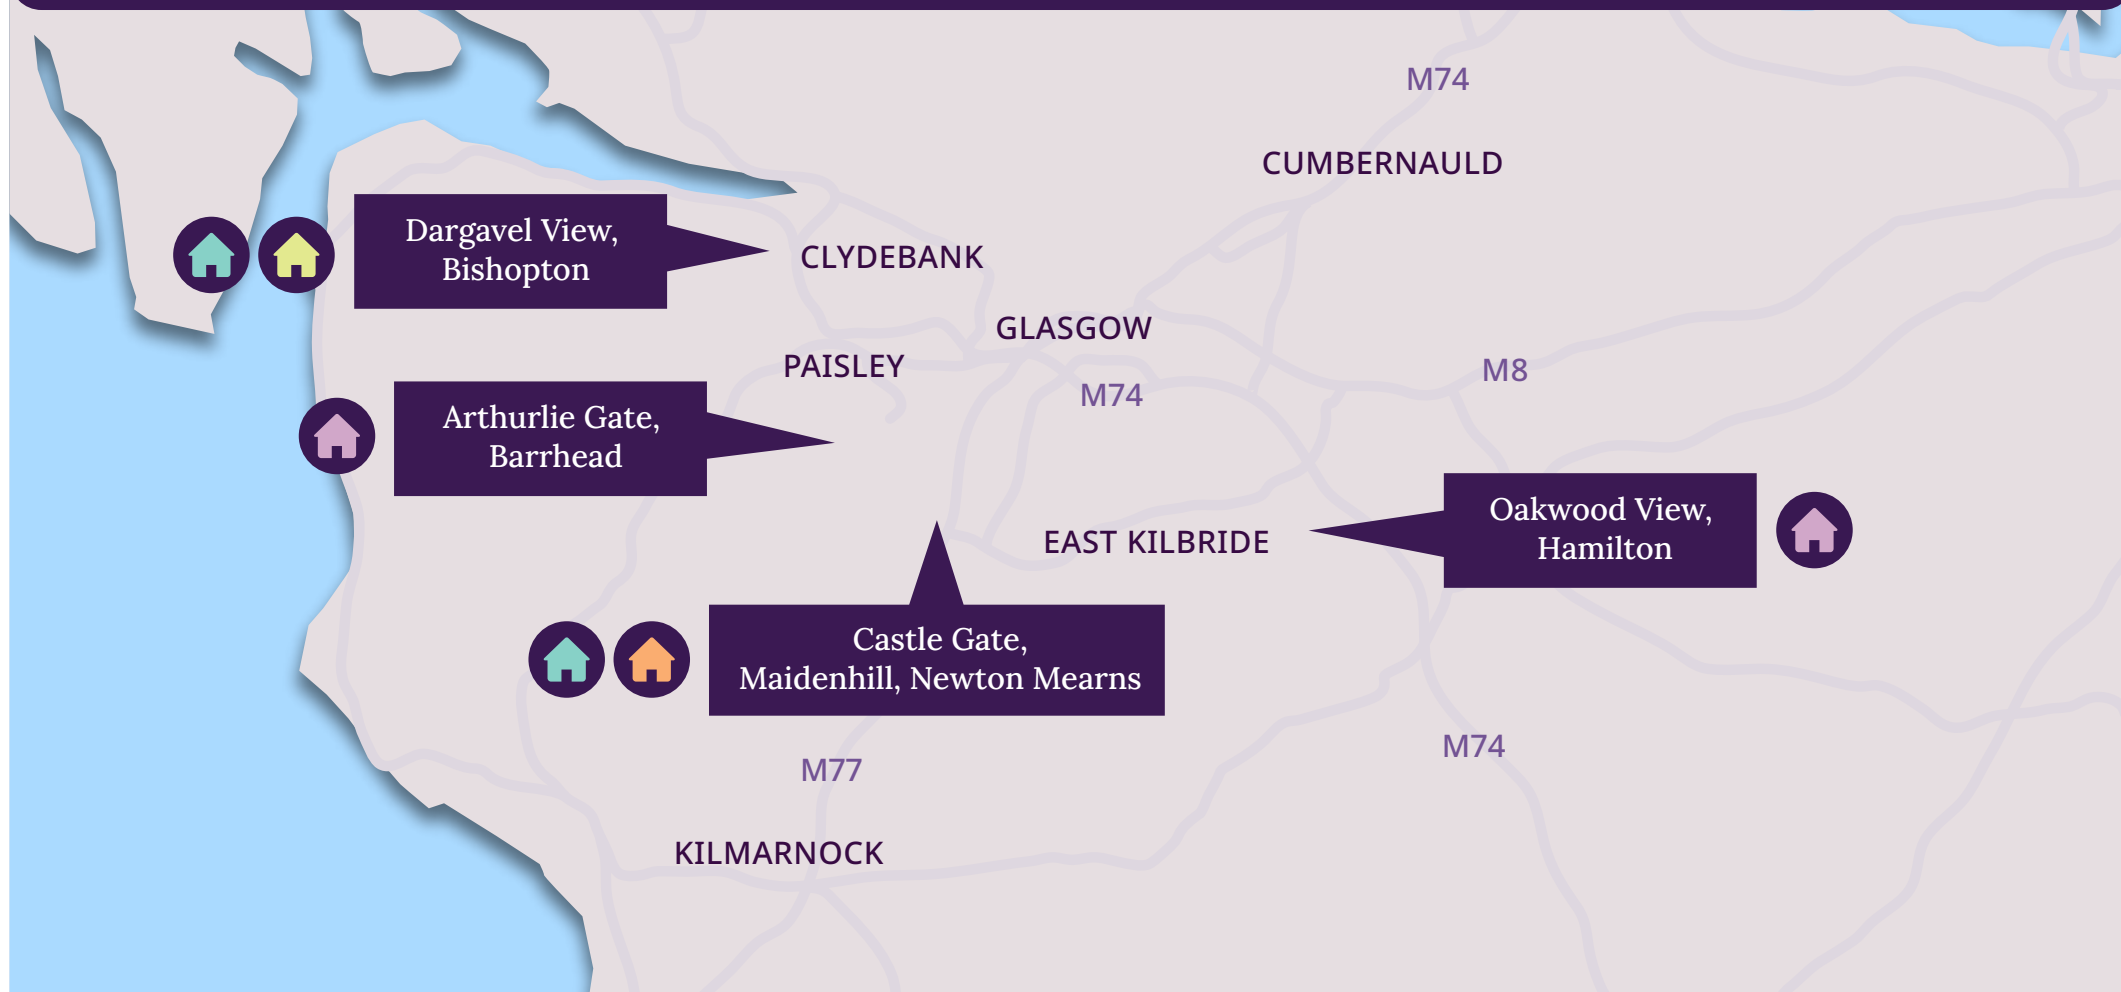 M74
CUMBERNAULD
Dargavel View,
Bishopton
CLYDEBANK
GLASGOW
PAISLEY
M74
M8
Arthurlie Gate,
Barrhead
Oakwood View,
Hamilton
EAST KILBRIDE
Castle Gate,
Maidenhill, Newton Mearns
M74
M77
KILMARNOCK